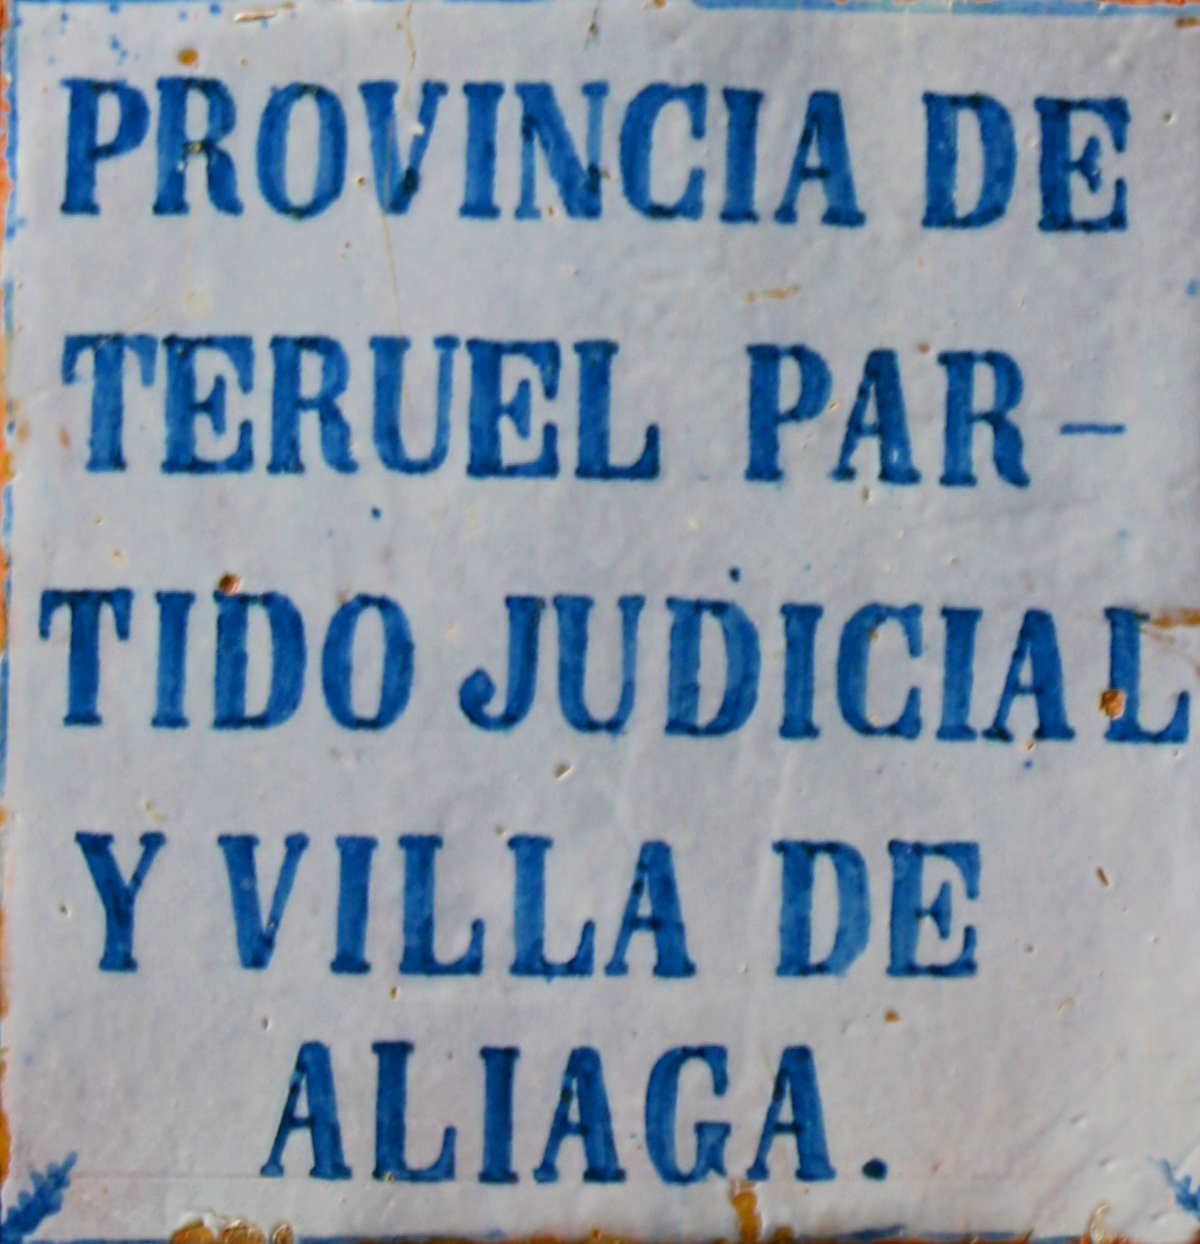 PROVINCIA DE
TERUEL PAR-
TIDO JUDICIAL
Y VILLA DE
ALIAGA.